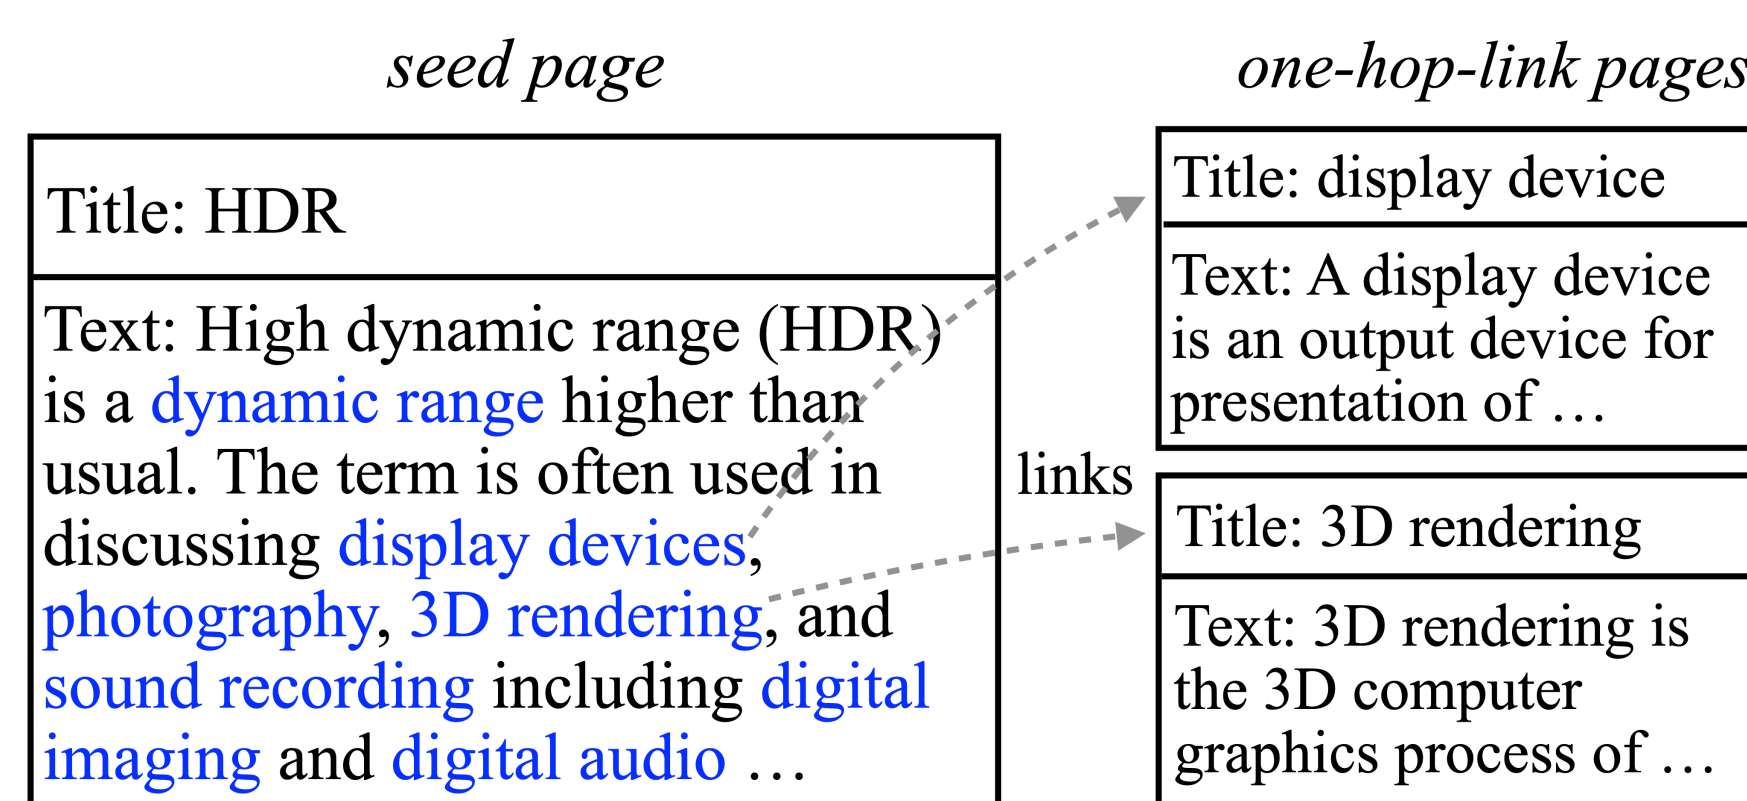 seed page
Title: HDR
Text: High dynamic range (HDR)
is a dynamic range higher than
usual. The term is often used in
discussing display devices,
photography, 3D rendering, and
sound recording including digital
imaging and digital audio …
links
one-hop-link pages
Title: display device
Text: A display device
is an output device for
presentation of …
Title: 3D rendering
Text: 3D rendering is
the 3D computer
graphics process of …